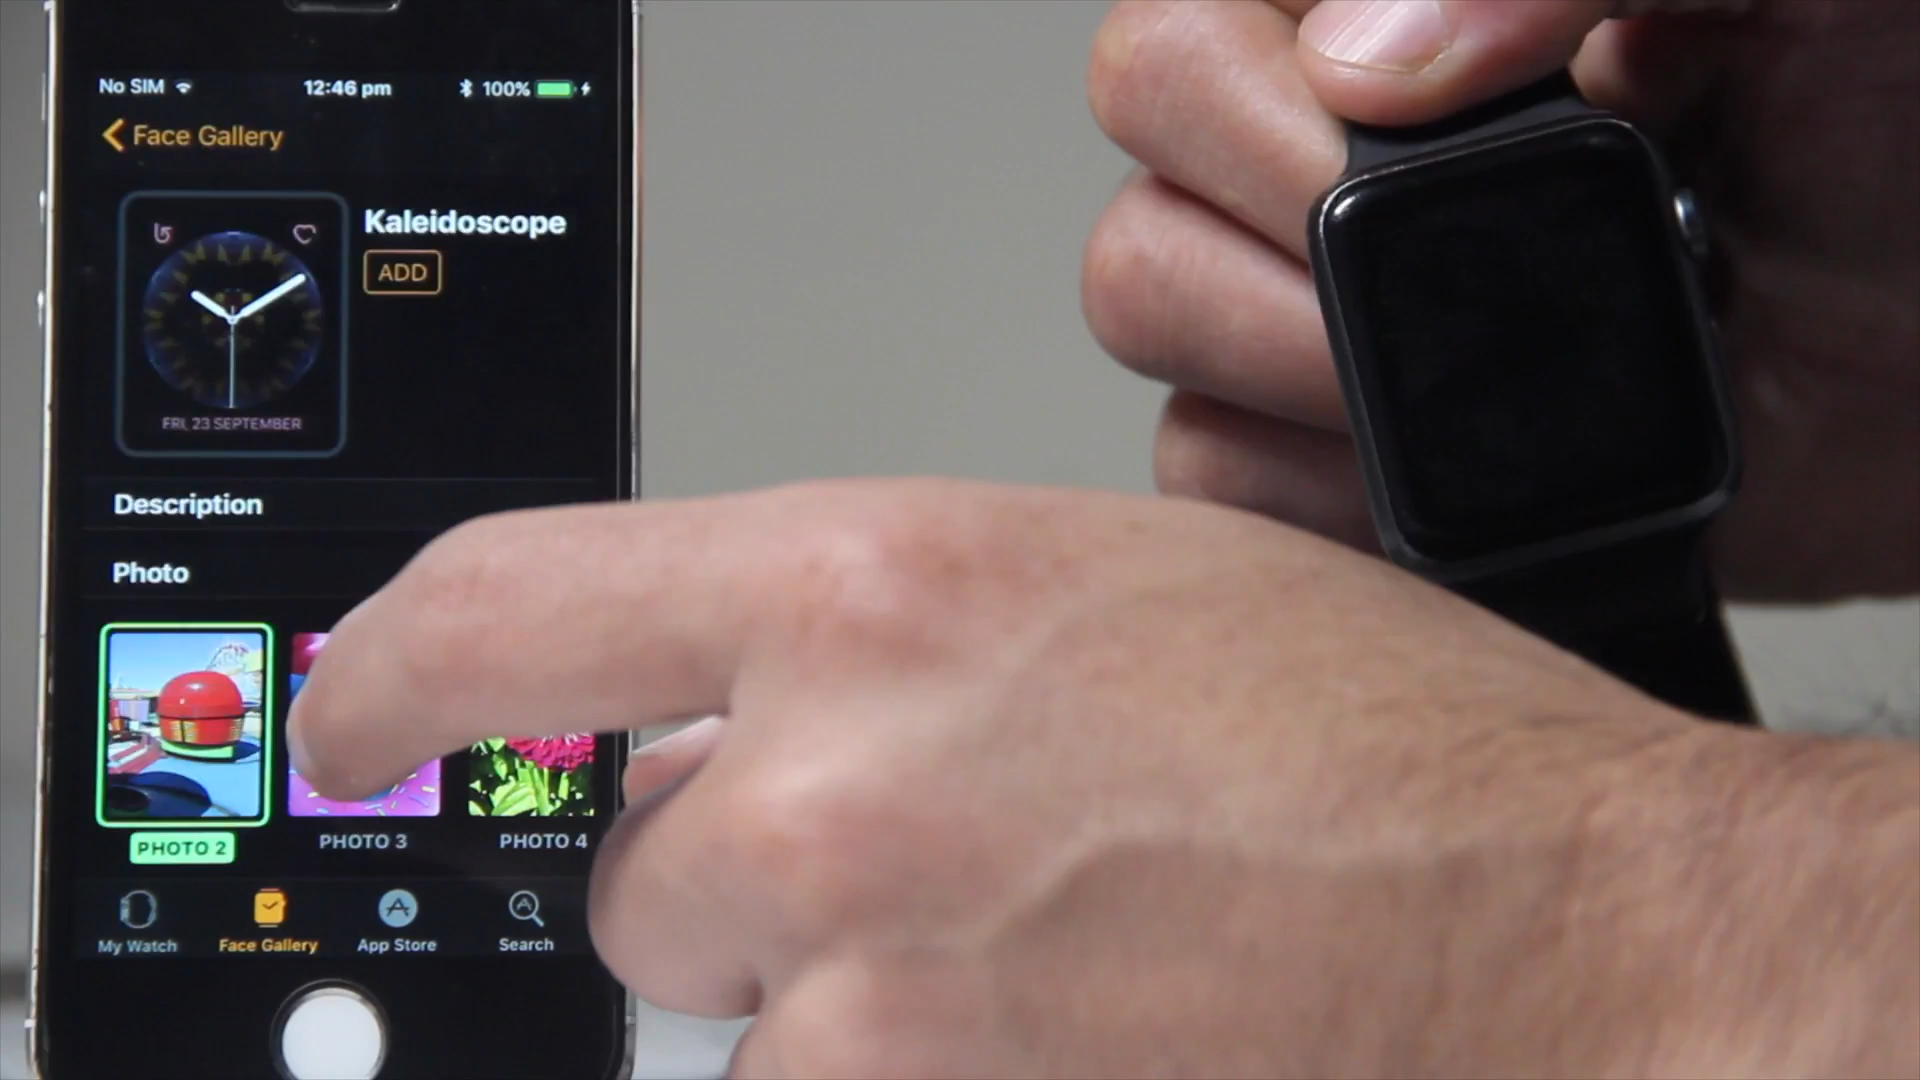 No SIM
12:46 pm
100%
Face Gallery
Kaleidoscope
ADD
FRI, 23 SEPTEMBER
Description
Photo
PHOTO 2
PHOTO 3
PHOTO 4
My Watch
Face Gallery
App Store
Search